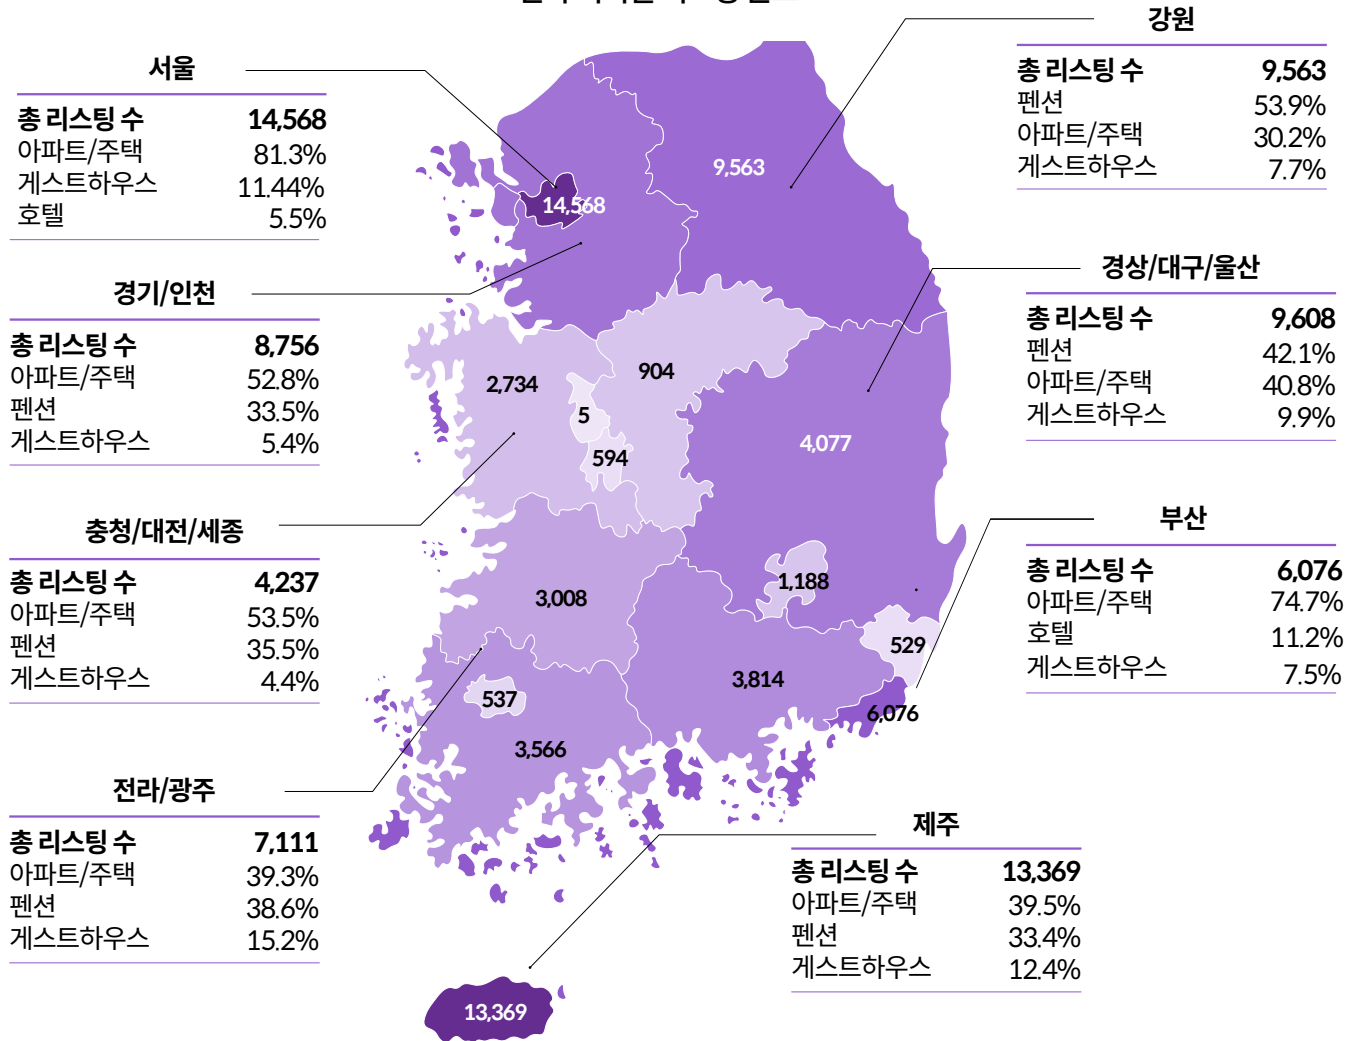 강원
총 리스팅 수 9,563
펜션 53.9%
아파트/주택 30.2%
게스트하우스 7.7%
서울
총 리스팅 수 14,568
아파트/주택 81.3%
게스트하우스 11.44%
호텔 5.5%
경기/인천
총 리스팅 수 8,756
아파트/주택 52.8%
펜션 33.5%
게스트하우스 5.4%
경상/대구/울산
총 리스팅 수 9,608
펜션 42.1%
아파트/주택 40.8%
게스트하우스 9.9%
충청/대전/세종
총 리스팅 수 4,237
아파트/주택 53.5%
펜션 35.5%
게스트하우스 4.4%
부산
총 리스팅 수 6,076
아파트/주택 74.7%
호텔 11.2%
게스트하우스 7.5%
전라/광주
총 리스팅 수 7,111
아파트/주택 39.3%
펜션 38.6%
게스트하우스 15.2%
제주
총 리스팅 수 13,369
아파트/주택 39.5%
펜션 33.4%
게스트하우스 12.4%
9,563
14,568
904
2,734
5
4,077
594
1,188
3,008
529
3,814
537
6,076
3,566
13,369